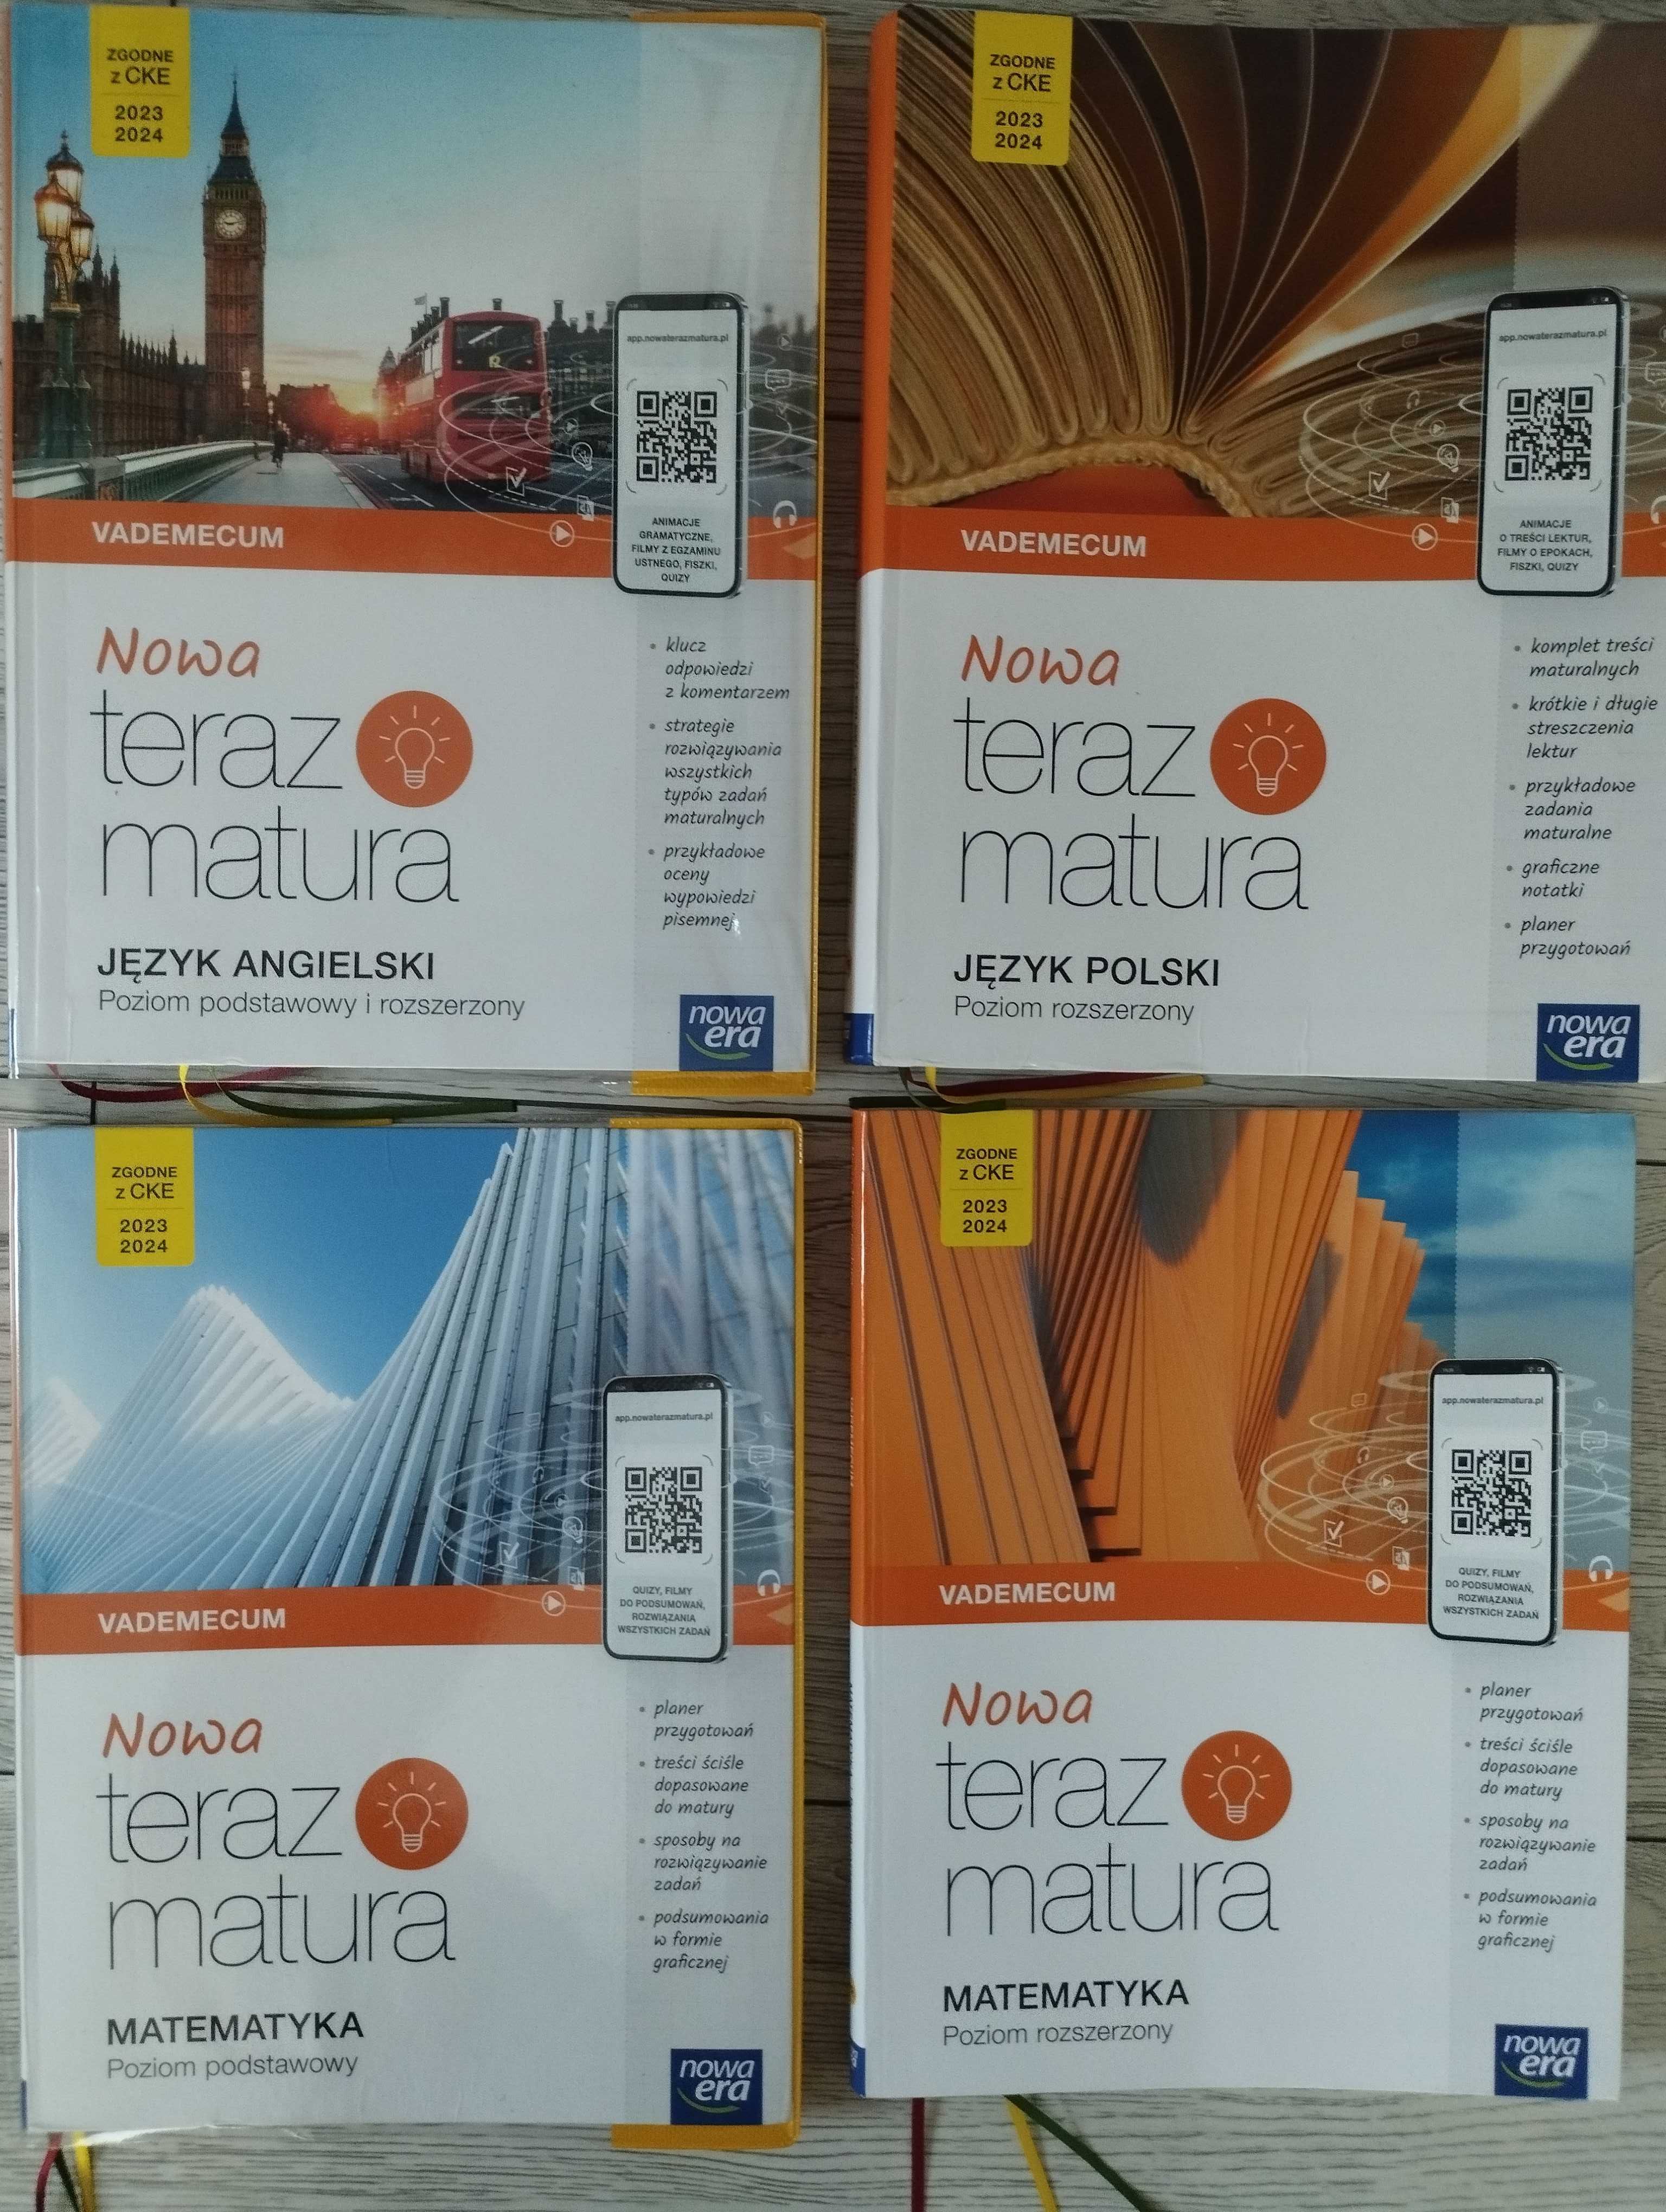 ZGODNE
z CKE
2023
2024
app.nowaterazmatura.pl
ANIMACJE
GRAMATYCZNE,
FILMY Z EGZAMINU
USTNEGO, FISZKI,
QUIZY
VADEMECUM
Nowa
teraz
matura
JĘZYK ANGIELSKI
Poziom podstawowy i rozszerzony
• klucz
odpowiedzi
z komentarzem
• strategie
rozwiązywania
wszystkich
typów zadań
maturalnych
• przykładowe
oceny
wypowiedzi
pisemnej
nowa
era
ZGODNE
z CKE
2023
2024
app.nowaterazmatura.pl
ANIMACJE
O TREŚCI LEKTUR,
FILMY O EPOKACH,
FISZKI, QUIZY
VADEMECUM
Nowa
teraz
matura
JĘZYK POLSKI
Poziom rozszerzony
• komplet treści
maturalnych
• krótkie i długie
streszczenia
lektur
• przykładowe
zadania
maturalne
• graficzne
notatki
• planer
przygotowań
nowa
era
ZGODNE
z CKE
2023
2024
app.nowaterazmatura.pl
QUIZY, FILMY
DO PODSUMOWAŃ,
ROZWIĄZANIA
WSZYSTKICH ZADAŃ
VADEMECUM
Nowa
teraz
matura
MATEMATYKA
Poziom podstawowy
• planer
przygotowań
• treści ściśle
dopasowane
do matury
• sposoby na
rozwiązywanie
zadań
• podsumowania
w formie
graficznej
nowa
era
ZGODNE
z CKE
2023
2024
app.nowaterazmatura.pl
QUIZY, FILMY
DO PODSUMOWAŃ,
ROZWIĄZANIA
WSZYSTKICH ZADAŃ
VADEMECUM
Nowa
teraz
matura
MATEMATYKA
Poziom rozszerzony
• planer
przygotowań
• treści ściśle
dopasowane
do matury
• sposoby na
rozwiązywanie
zadań
• podsumowania
w formie
graficznej
nowa
era